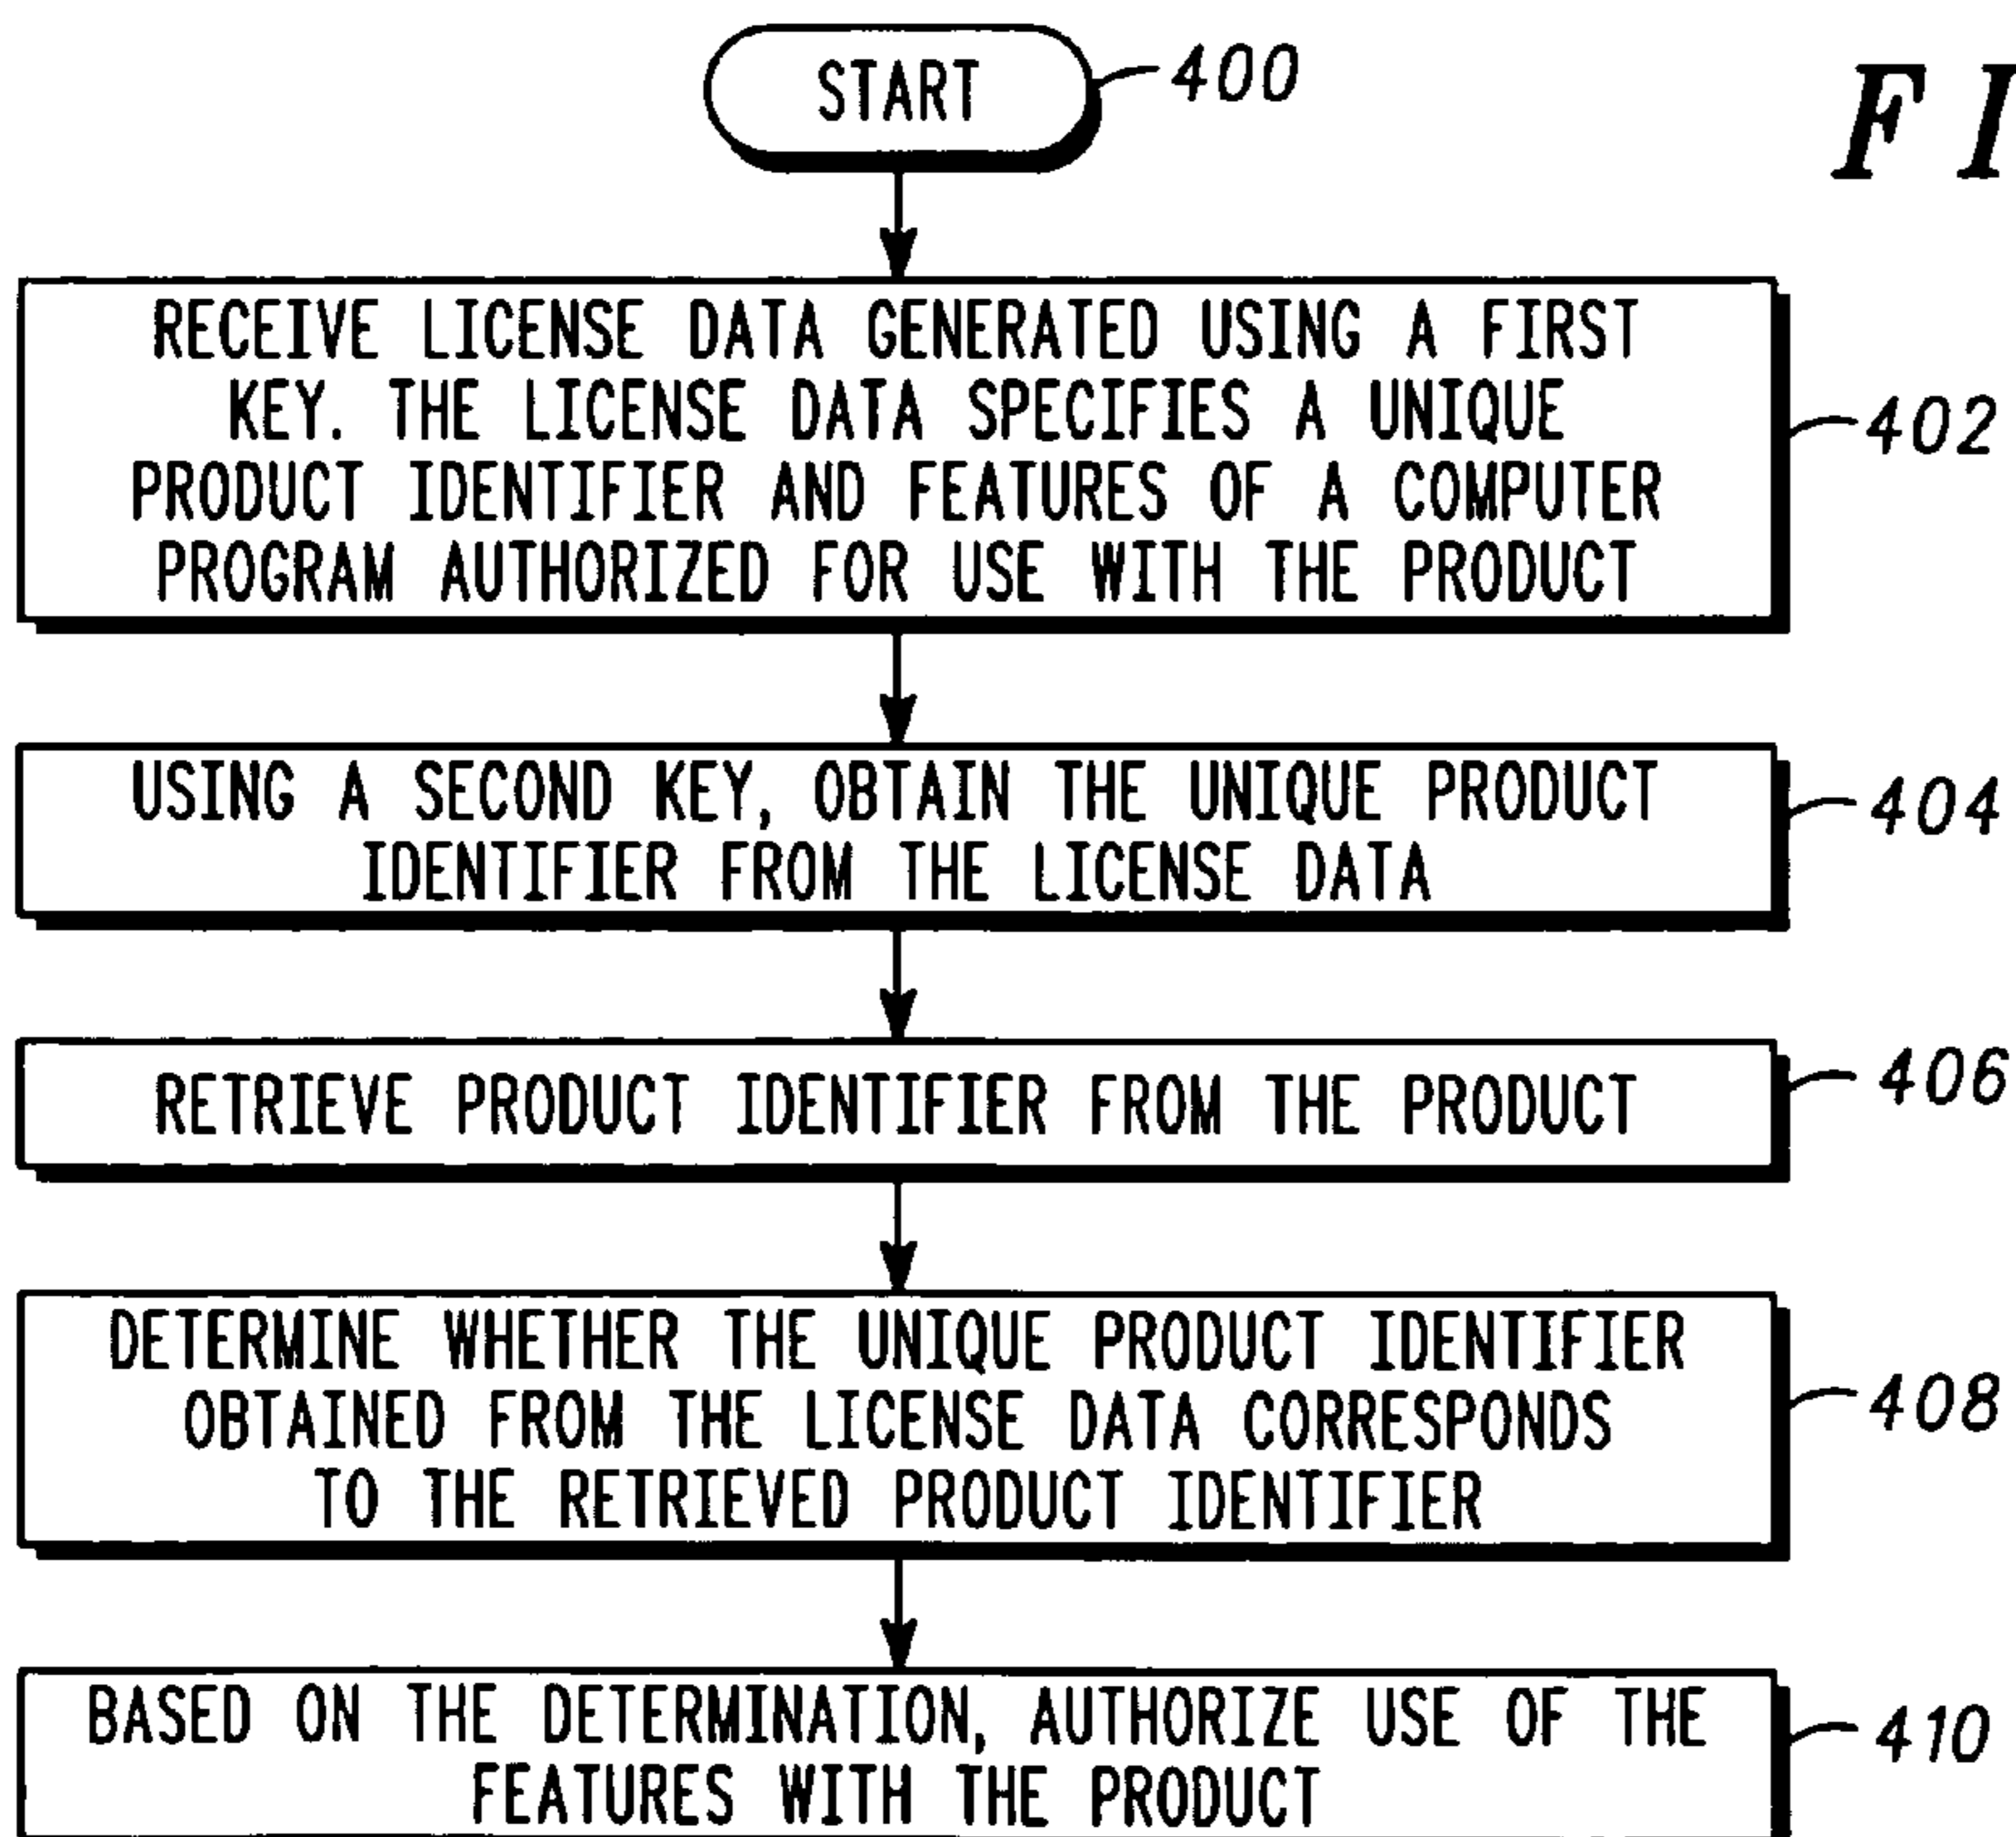 START
400
F I
RECEIVE LICENSE DATA GENERATED USING A FIRST
KEY. THE LICENSE DATA SPECIFIES A UNIQUE
PRODUCT IDENTIFIER AND FEATURES OF A COMPUTER
PROGRAM AUTHORIZED FOR USE WITH THE PRODUCT
402
USING A SECOND KEY, OBTAIN THE UNIQUE PRODUCT
IDENTIFIER FROM THE LICENSE DATA
404
RETRIEVE PRODUCT IDENTIFIER FROM THE PRODUCT
406
DETERMINE WHETHER THE UNIQUE PRODUCT IDENTIFIER
OBTAINED FROM THE LICENSE DATA CORRESPONDS
TO THE RETRIEVED PRODUCT IDENTIFIER
408
BASED ON THE DETERMINATION, AUTHORIZE USE OF THE
FEATURES WITH THE PRODUCT
410